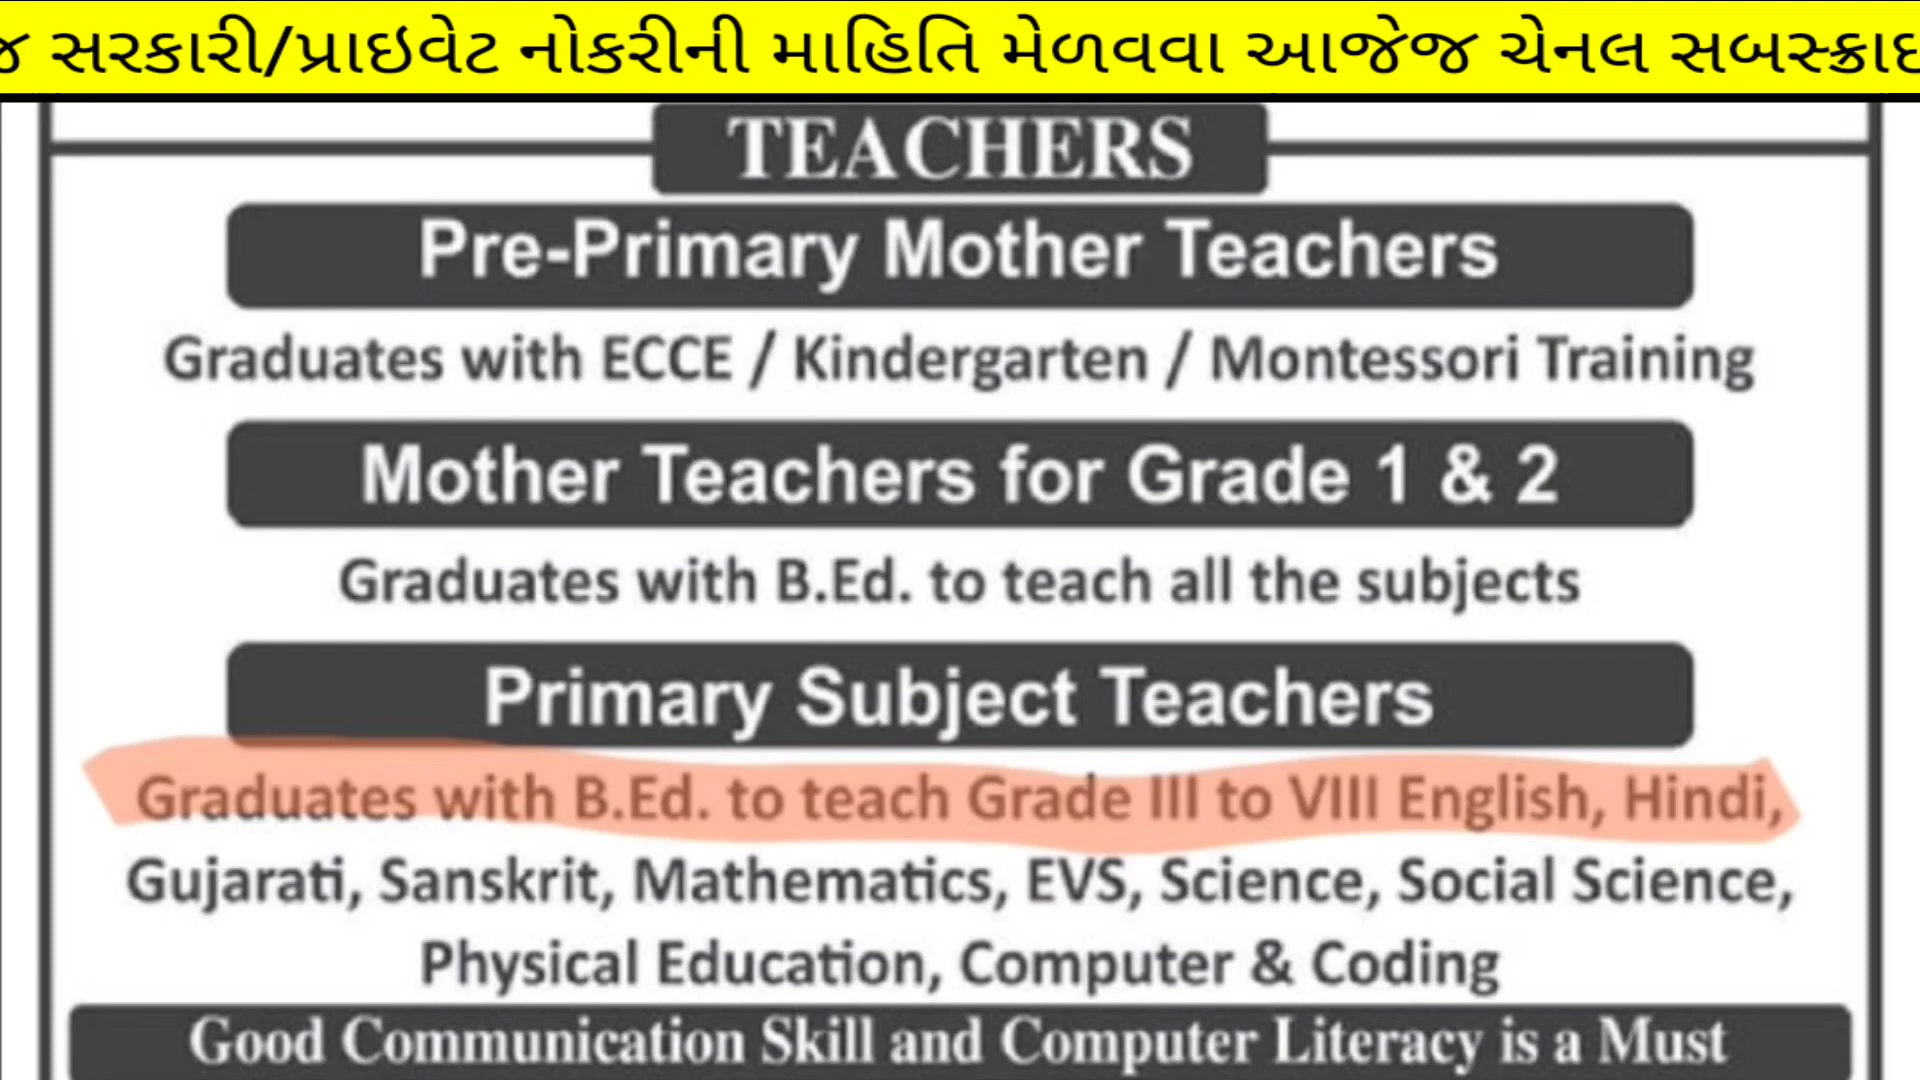 સરકારી/પ્રાઇવેટ નોકરીની માહિતિ મેળવવા આજેજ ચેનલ
TEACHERS
Pre-Primary Mother Teachers
Graduates with ECCE / Kindergarten / Montessori Training
Mother Teachers for Grade 1 & 2
Graduates with B.Ed. to teach all the subjects
Primary Subject Teachers
Graduates with B.Ed. to teach Grade III to VIII English, Hindi,
Gujarati, Sanskrit, Mathematics, EVS, Science, Social Science,
Physical Education, Computer & Coding
Good Communication Skill and Computer Literacy is a Must